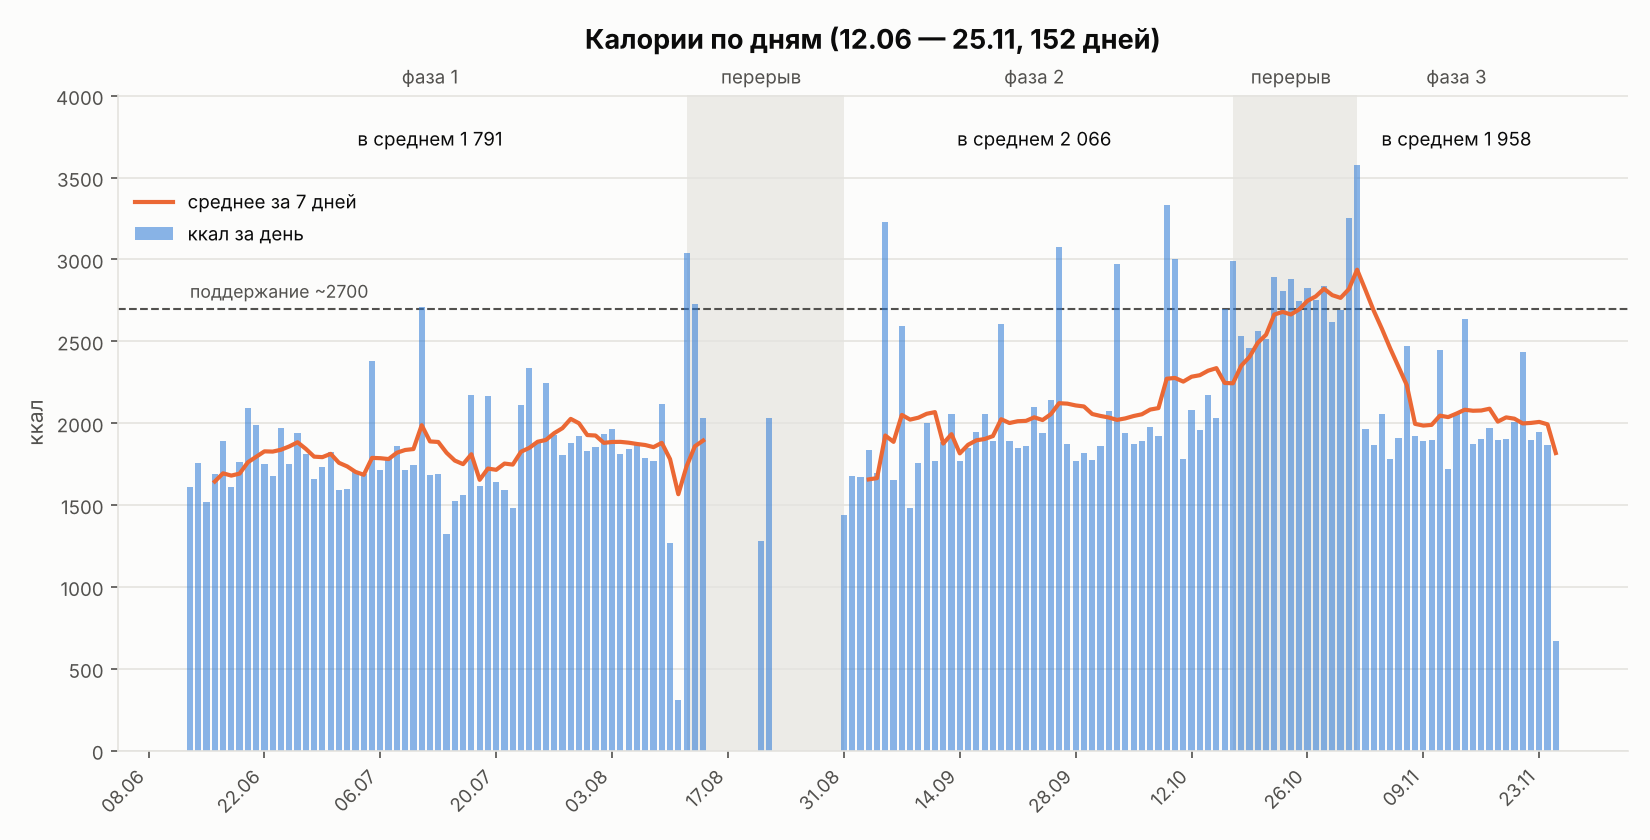 Калории по дням (12.06 — 25.11, 152 дней)
фаза 1
перерыв
фаза 2
перерыв
фаза 3
в среднем 1 791
в среднем 2 066
в среднем 1 958
среднее за 7 дней
ккал за день
поддержание ~2700
ккал
4000
3500
3000
2500
2000
1500
1000
500
0
08.06
22.06
06.07
20.07
03.08
17.08
31.08
14.09
28.09
12.10
26.10
09.11
23.11